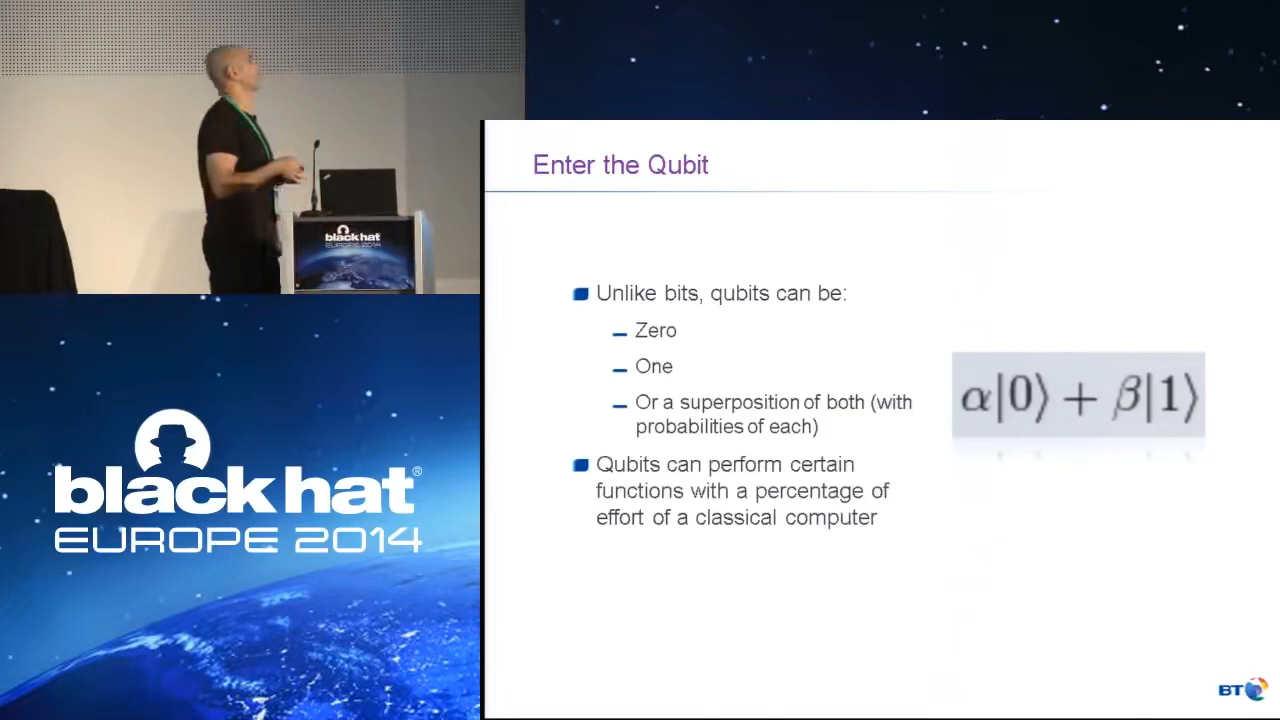 Enter the Qubit
Unlike bits, qubits can be:
Zero
One
Or a superposition of both (with
probabilities of each)
α|0⟩ + β|1⟩
Qubits can perform certain
functions with a percentage of
effort of a classical computer
BT
black hat
EUROPE 2014
black hat®
EUROPE 2014